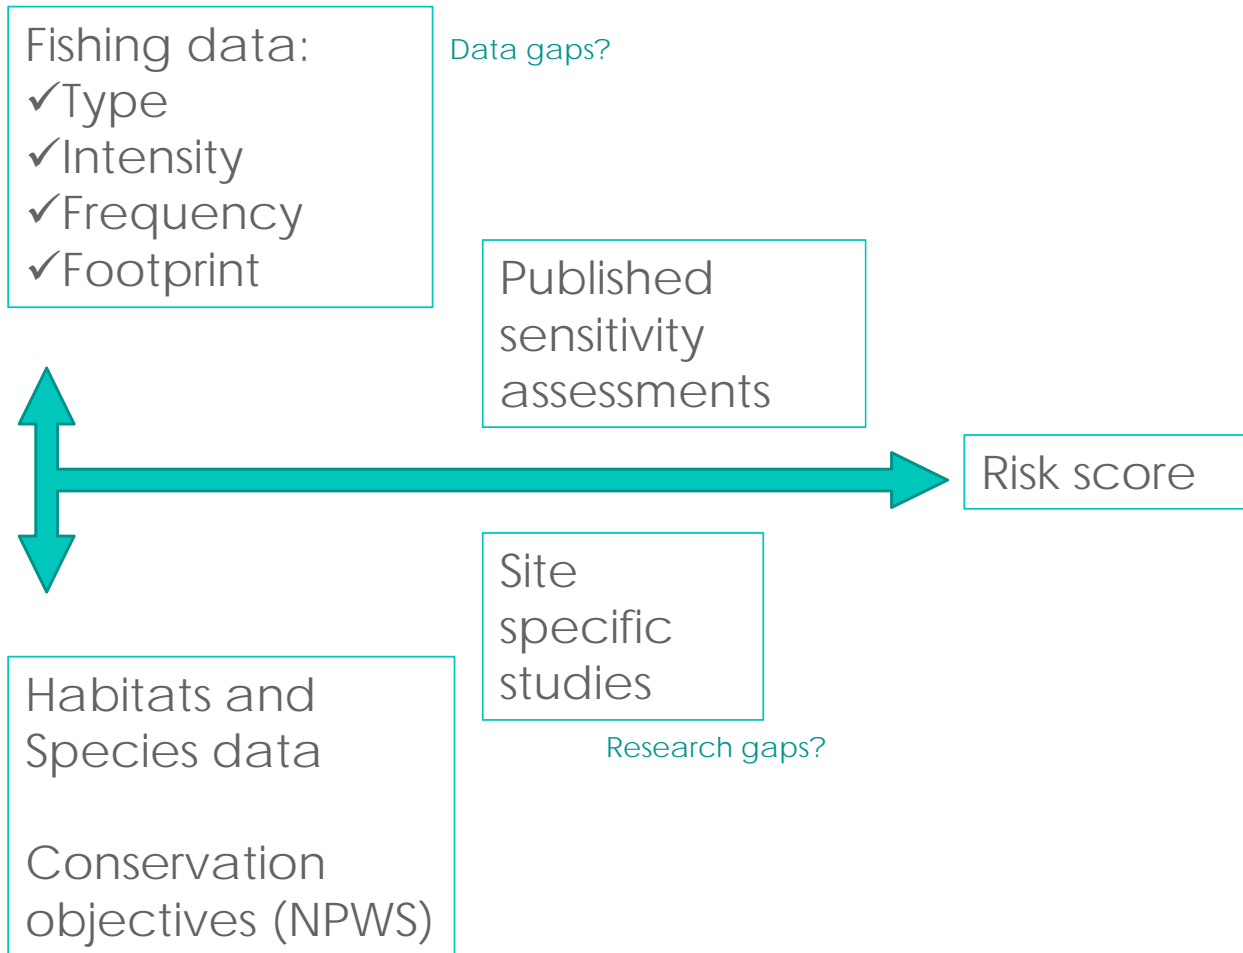 Fishing data:
✓Type
✓Intensity
✓Frequency
✓Footprint
Data gaps?
Published
sensitivity
assessments
Risk score
Site
specific
studies
Research gaps?
Habitats and
Species data
Conservation
objectives (NPWS)